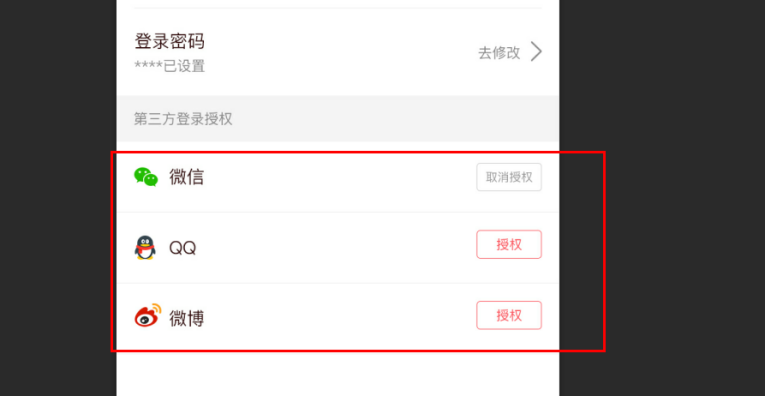 登录密码
****已设置
去修改
第三方登录授权
微信
取消授权
QQ
授权
微博
授权